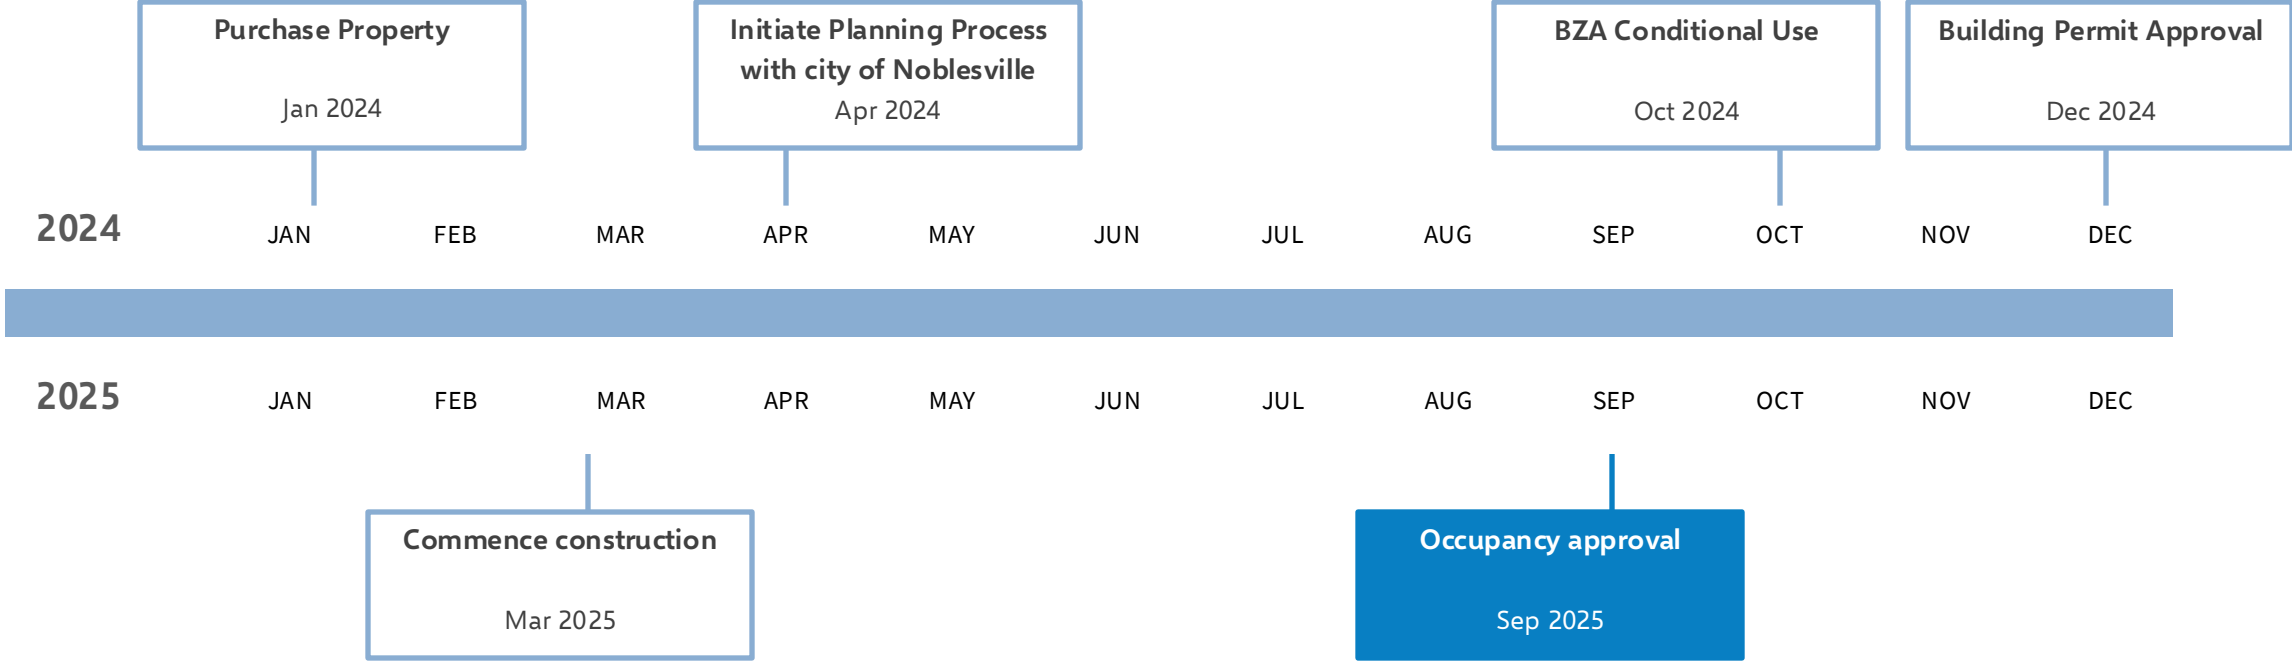 Purchase Property
Jan 2024
Initiate Planning Process
with city of Noblesville
Apr 2024
BZA Conditional Use
Oct 2024
Building Permit Approval
Dec 2024
2024 JAN FEB MAR APR MAY JUN JUL AUG SEP OCT NOV DEC
2025 JAN FEB MAR APR MAY JUN JUL AUG SEP OCT NOV DEC
Commence construction
Mar 2025
Occupancy approval
Sep 2025